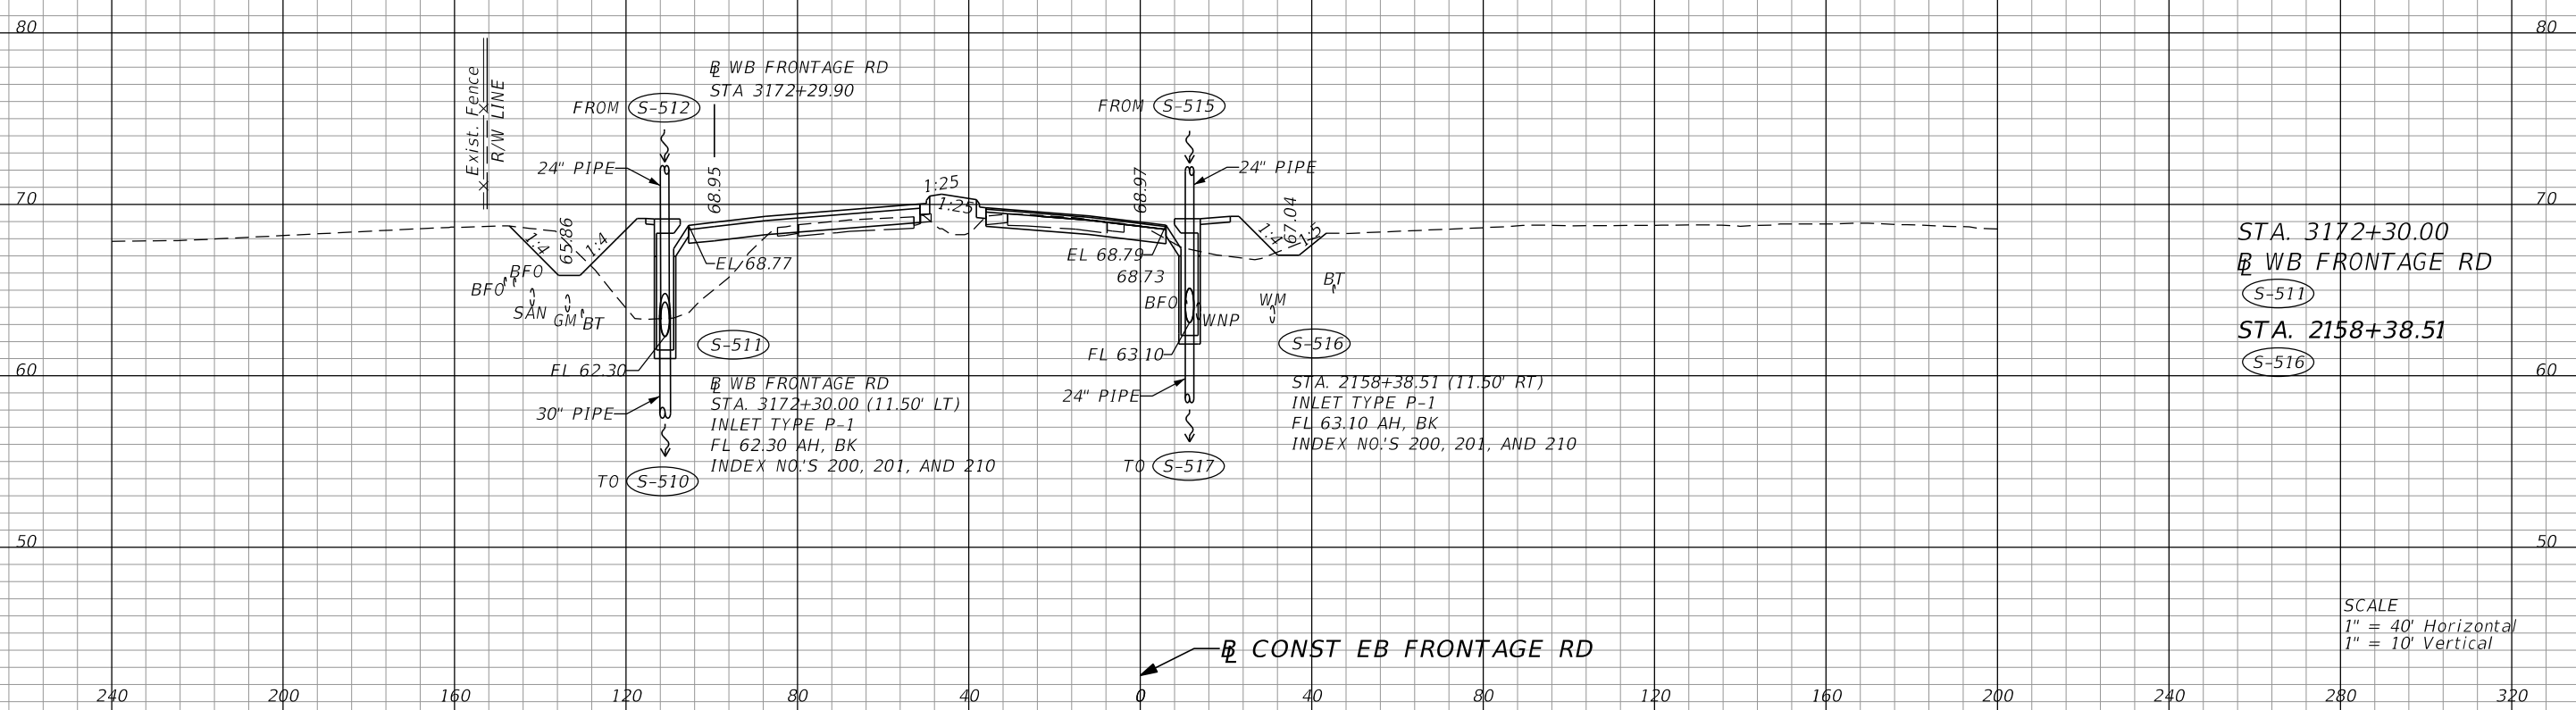 80
80
Exist. Fence
R/W LINE
℄ WB FRONTAGE RD
STA 3172+29.90
FROM S-512
FROM S-515
24" PIPE
24" PIPE
68.95
68.97
1:25
1:25
70
70
65.86
1:4
1:4
67.04
1:4
1:5
EL 68.77
EL 68.79
68.73
STA. 3172+30.00
BL WB FRONTAGE RD
S-511
STA. 2158+38.51
S-516
BFO
BFO
SAN
GM
BT
BFO
WNP
WM
BT
S-511
S-516
FL 62.30
FL 63.10
60
60
30" PIPE
24" PIPE
BL WB FRONTAGE RD
STA. 3172+30.00 (11.50' LT)
INLET TYPE P-1
FL 62.30 AH, BK
INDEX NO.'S 200, 201, AND 210
STA. 2158+38.51 (11.50' RT)
INLET TYPE P-1
FL 63.10 AH, BK
INDEX NO.'S 200, 201, AND 210
TO S-510
TO S-517
50
50
SCALE
1" = 40' Horizontal
1" = 10' Vertical
BL CONST EB FRONTAGE RD
240 200 160 120 80 40 0 40 80 120 160 200 240 280 320